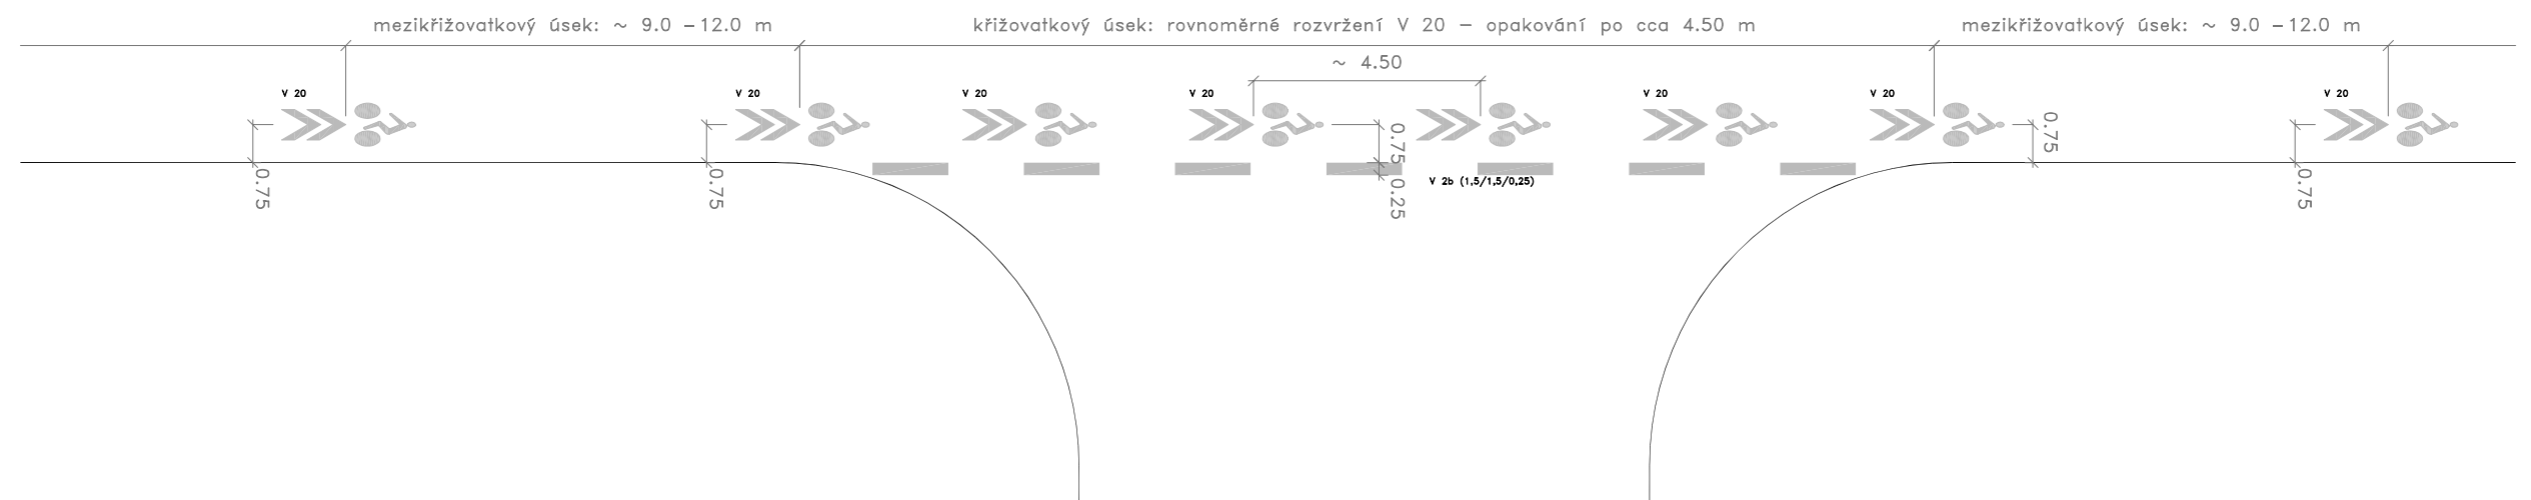 mezikřižovatkový úsek: ~ 9.0 -12.0 m
křižovatkový úsek: rovnoměrné rozvržení V 20 - opakování po cca 4.50 m
mezikřižovatkový úsek: ~ 9.0 -12.0 m
~ 4.50
V 20
V 20
V 20
V 20
V 20
V 20
V 20
0.75
0.75
0.75
0.75
0.75
0.25
V 2b (1,5/1,5/0,25)